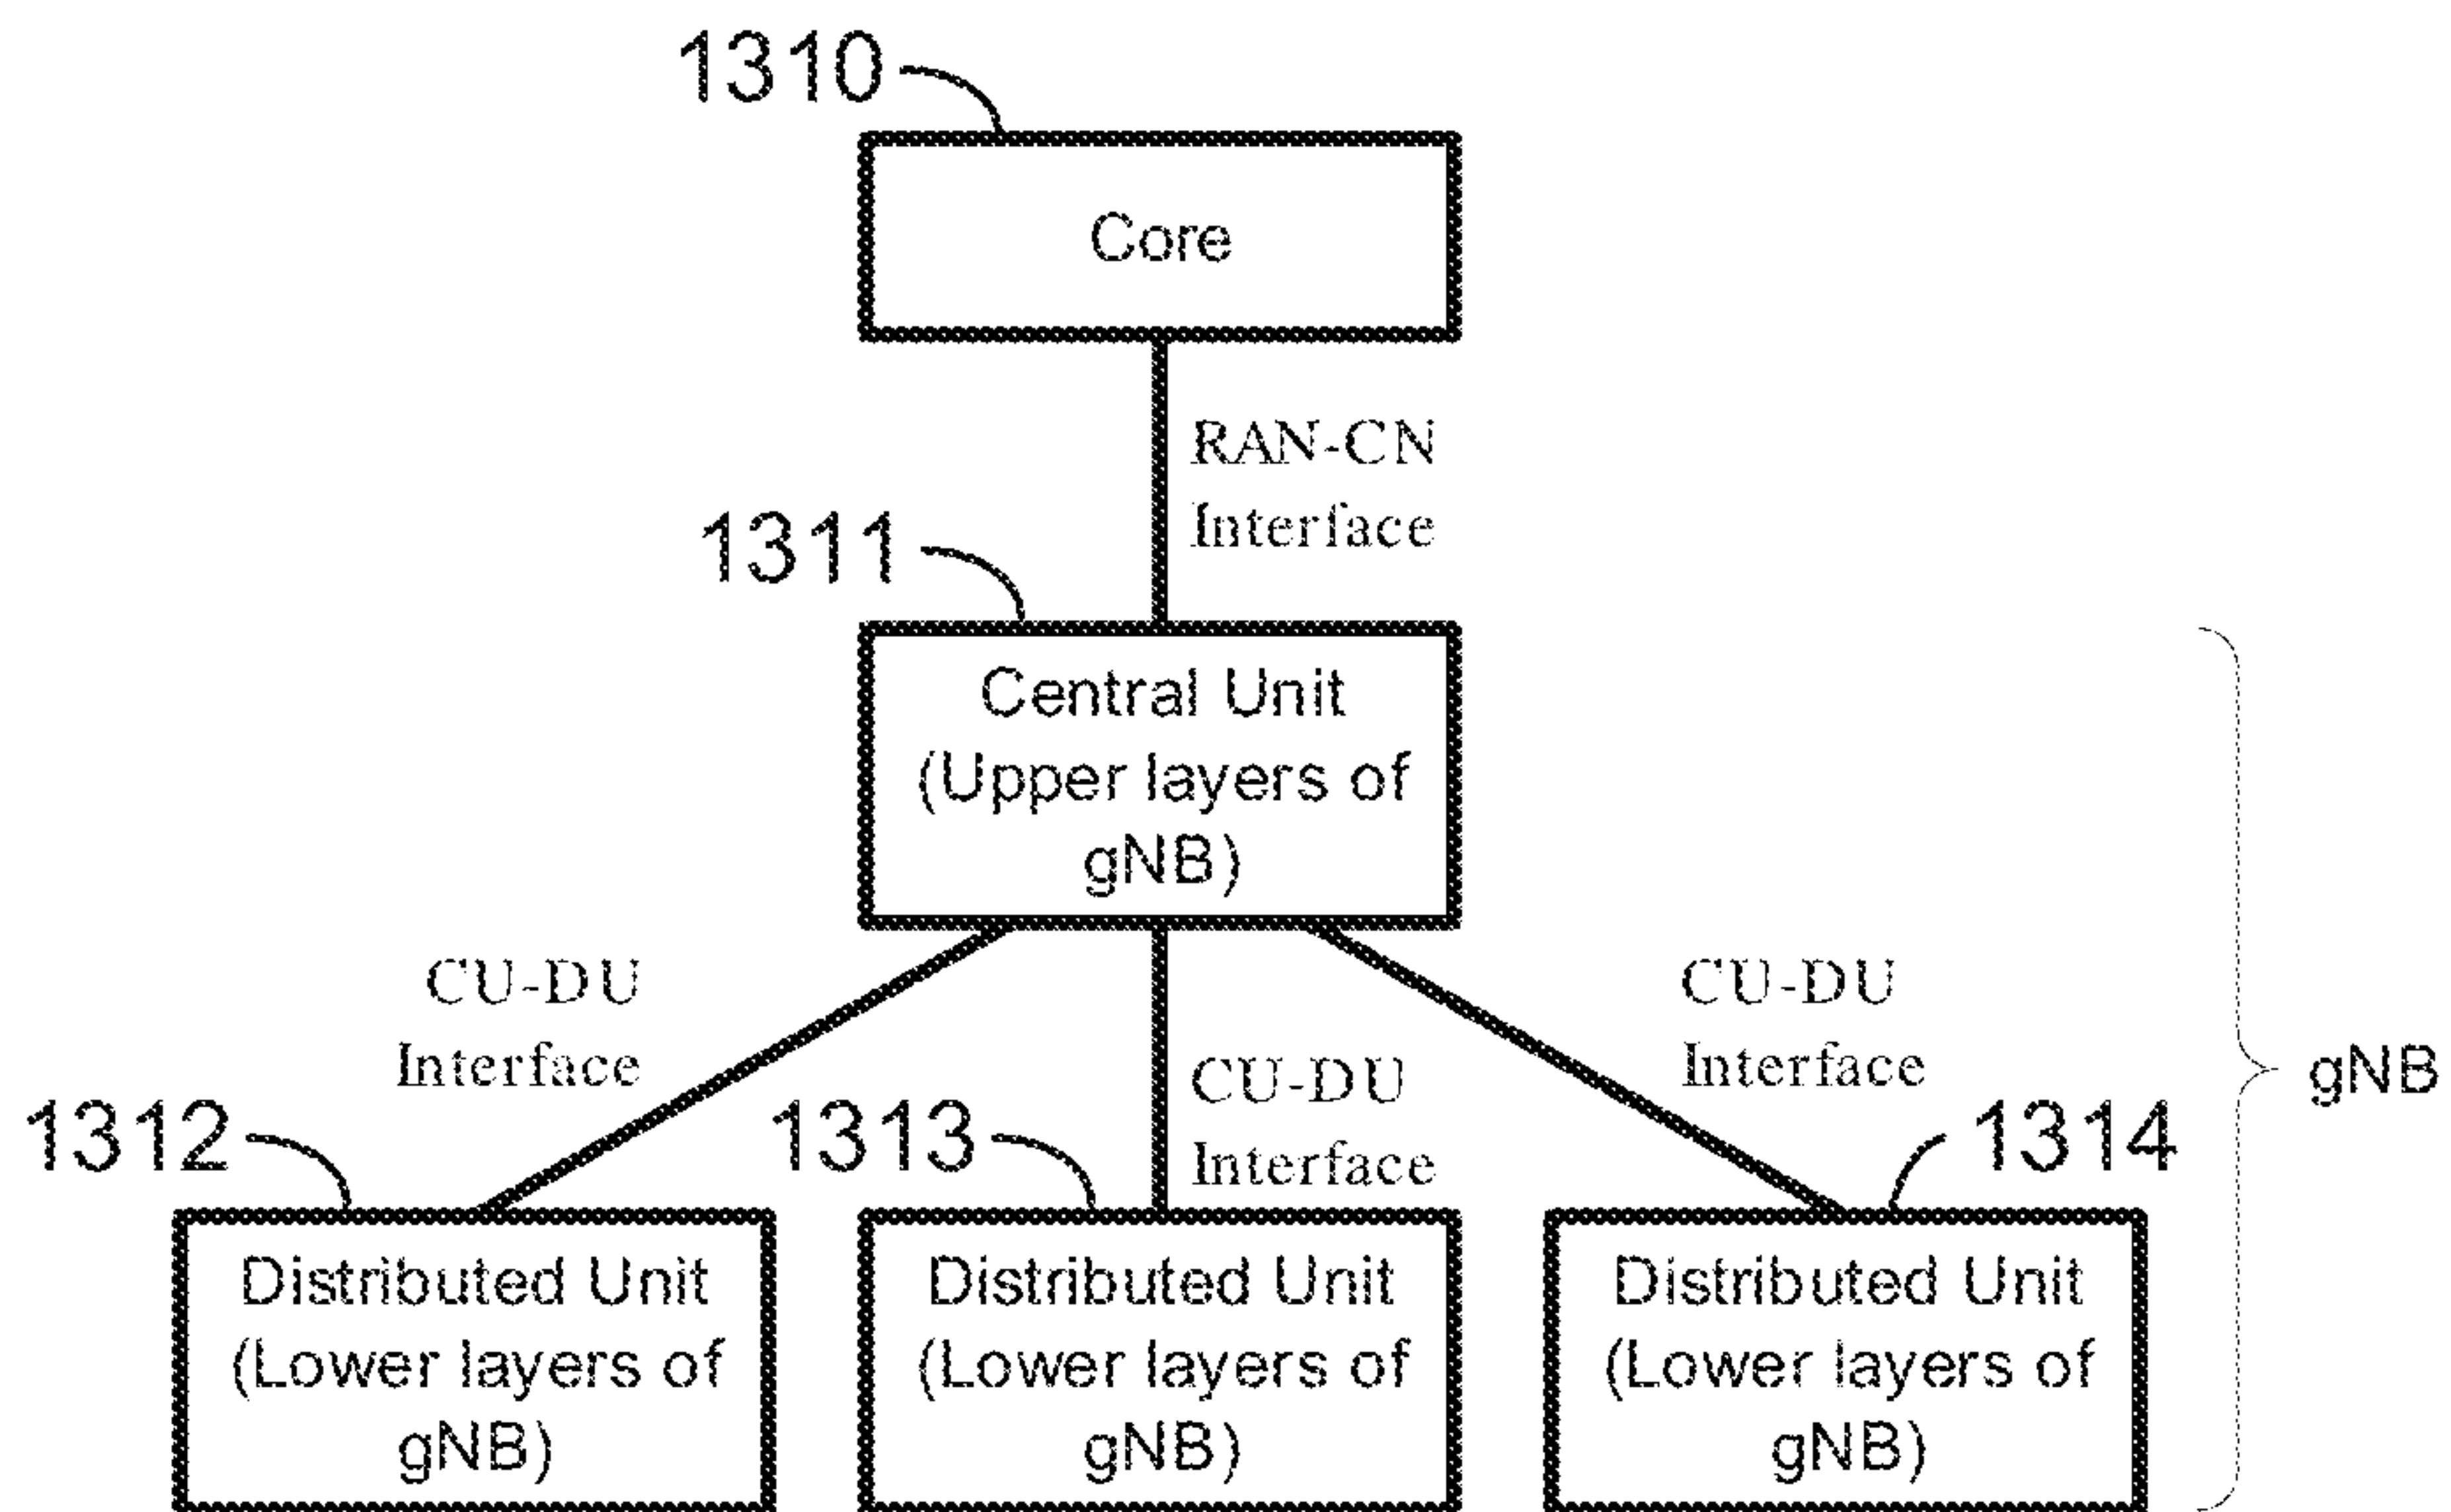 1310
Core
RAN-CN
Interface
1311
Central Unit
(Upper layers of
gNB)
CU-DU
Interface
CU-DU
Interface
CU-DU
Interface
gNB
1312
1313
1314
Distributed Unit
(Lower layers of
gNB)
Distributed Unit
(Lower layers of
gNB)
Distributed Unit
(Lower layers of
gNB)